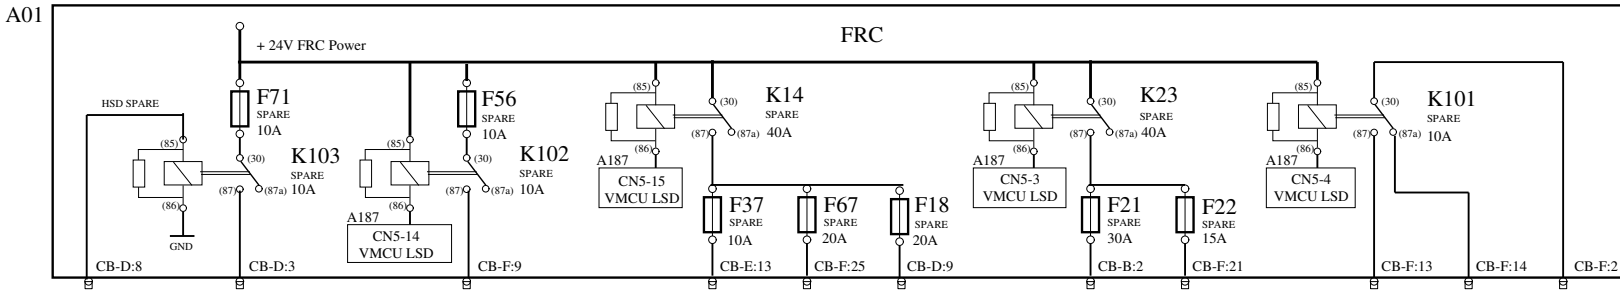 A01
FRC
+ 24V FRC Power
HSD SPARE
(85)
(86)
GND
F71
SPARE
10A
(30)
(87)
(87a)
K103
SPARE
10A
(85)
(86)
A187
CN5-14
VMCU LSD
F56
SPARE
10A
(30)
(87)
(87a)
K102
SPARE
10A
(85)
(86)
A187
CN5-15
VMCU LSD
(30)
(87)
(87a)
K14
SPARE
40A
F37
SPARE
10A
F67
SPARE
20A
F18
SPARE
20A
(85)
(86)
A187
CN5-3
VMCU LSD
(30)
(87)
(87a)
K23
SPARE
40A
F21
SPARE
30A
F22
SPARE
15A
(85)
(86)
A187
CN5-4
VMCU LSD
(30)
(87)
(87a)
K101
SPARE
10A
CB-D:8
CB-D:3
CB-F:9
CB-E:13
CB-F:25
CB-D:9
CB-B:2
CB-F:21
CB-F:13
CB-F:14
CB-F:2